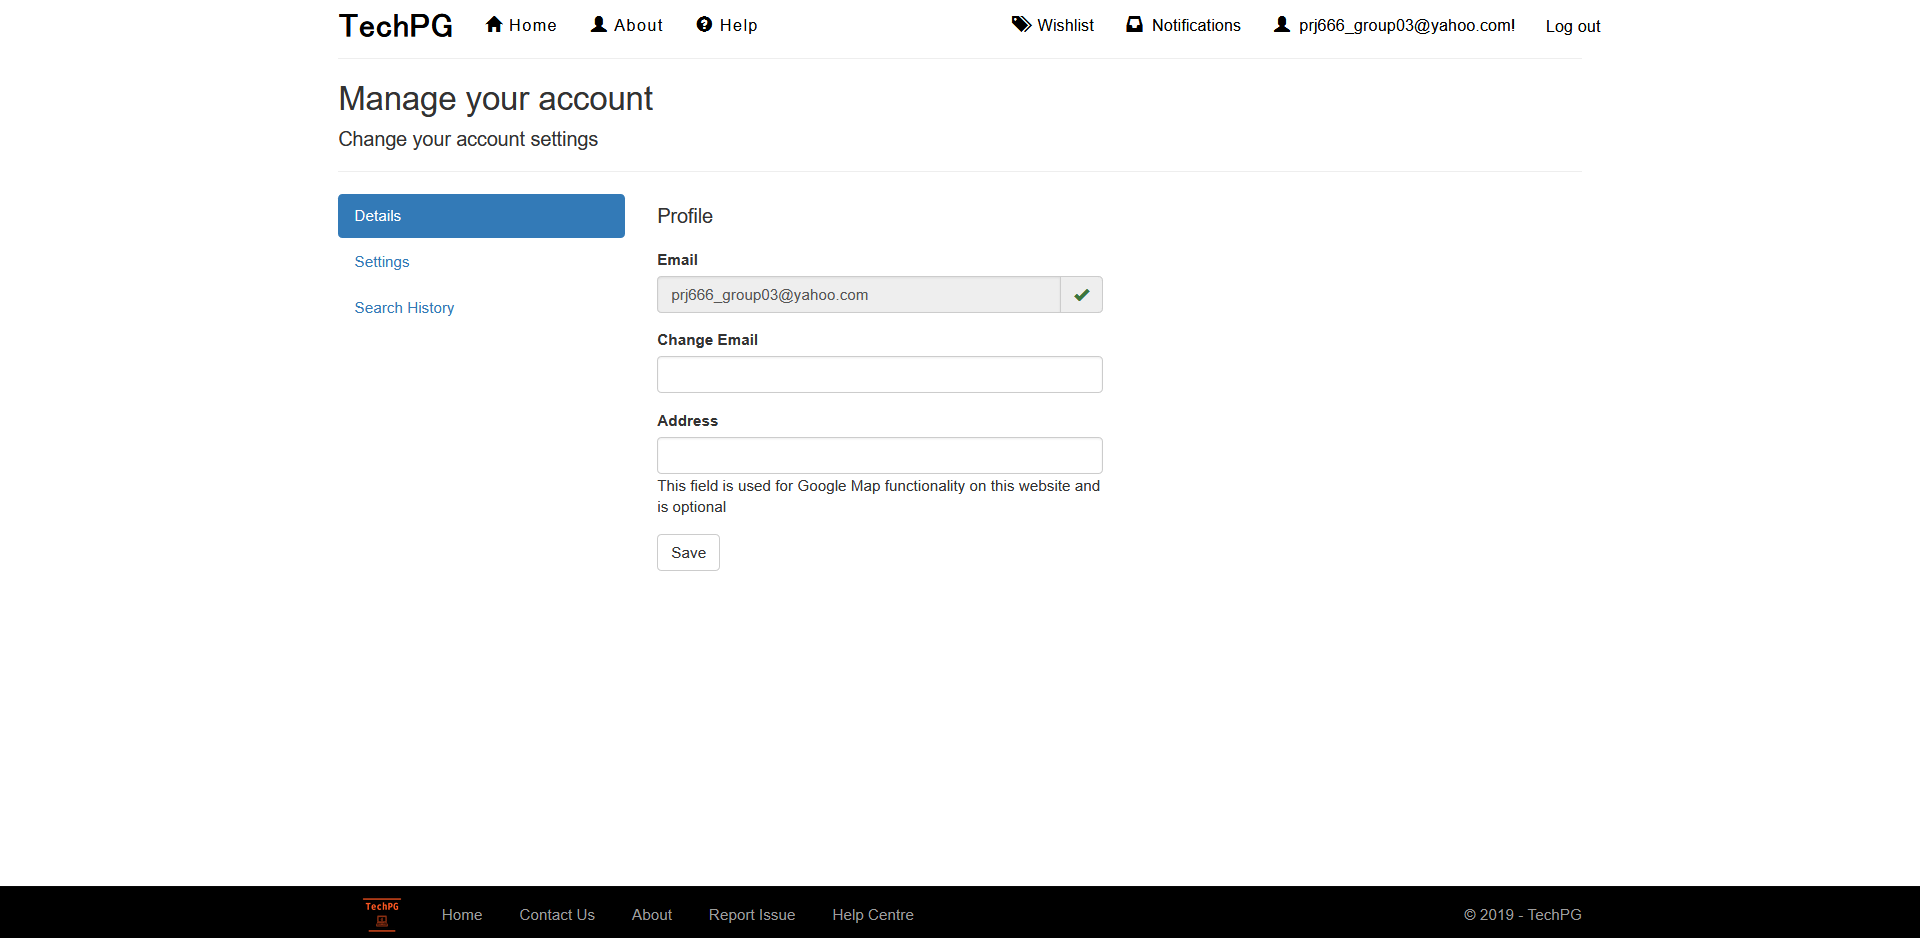 TechPG Home About Help Wishlist Notifications prj666_group03@yahoo.com! Log out
Manage your account
Change your account settings
Details
Settings
Search History
Profile
Email
prj666_group03@yahoo.com
Change Email
Address
This field is used for Google Map functionality on this website and
is optional
Save
TechPG Home Contact Us About Report Issue Help Centre © 2019 - TechPG